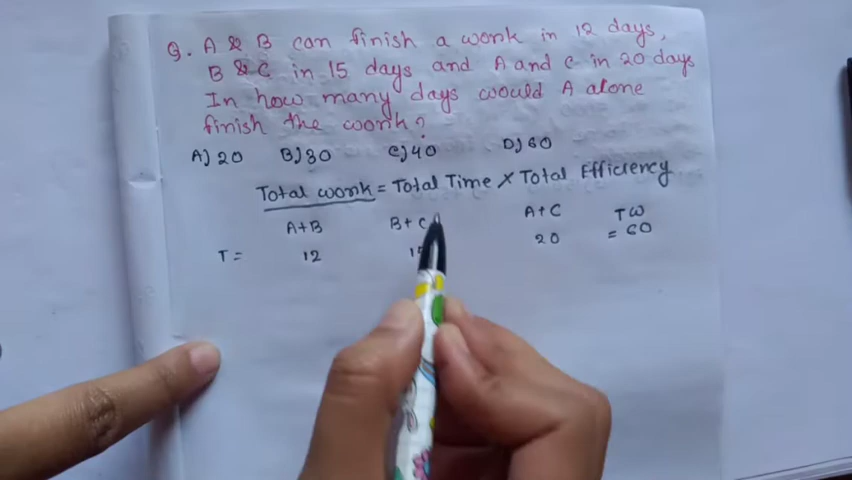 Q. A & B can finish a work in 12 days,
B & C in 15 days and A and C in 20 days
In how many days would A alone
finish the work?
A) 20 B) 30 C) 40 D) 60
Total work = Total Time × Total Efficiency
A+B B+C A+C TW
T= 12 20 = 60